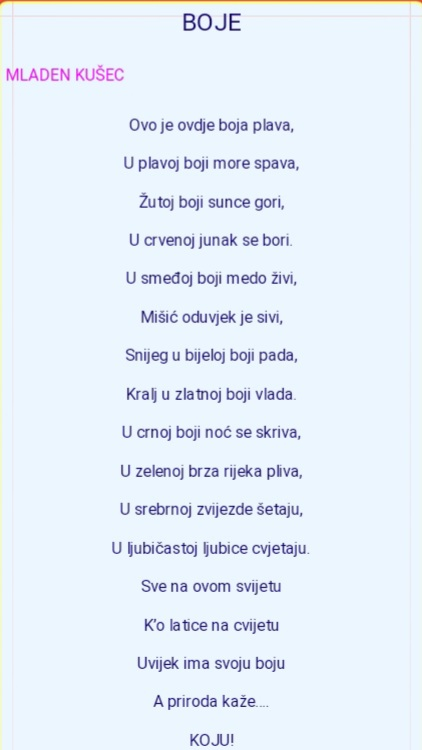 BOJE
MLADEN KUŠEC
Ovo je ovdje boja plava,
U plavoj boji more spava,
Žutoj boji sunce gori,
U crvenoj junak se bori.
U smeđoj boji medo živi,
Mišić oduvjek je sivi,
Snijeg u bijeloj boji pada,
Kralj u zlatnoj boji vlada.
U crnoj boji noć se skriva,
U zelenoj brza rijeka pliva,
U srebrnoj zvijezde šetaju,
U ljubičastoj ljubice cvjetaju.
Sve na ovom svijetu
K'o latice na cvijetu
Uvijek ima svoju boju
A priroda kaže....
KOJU!